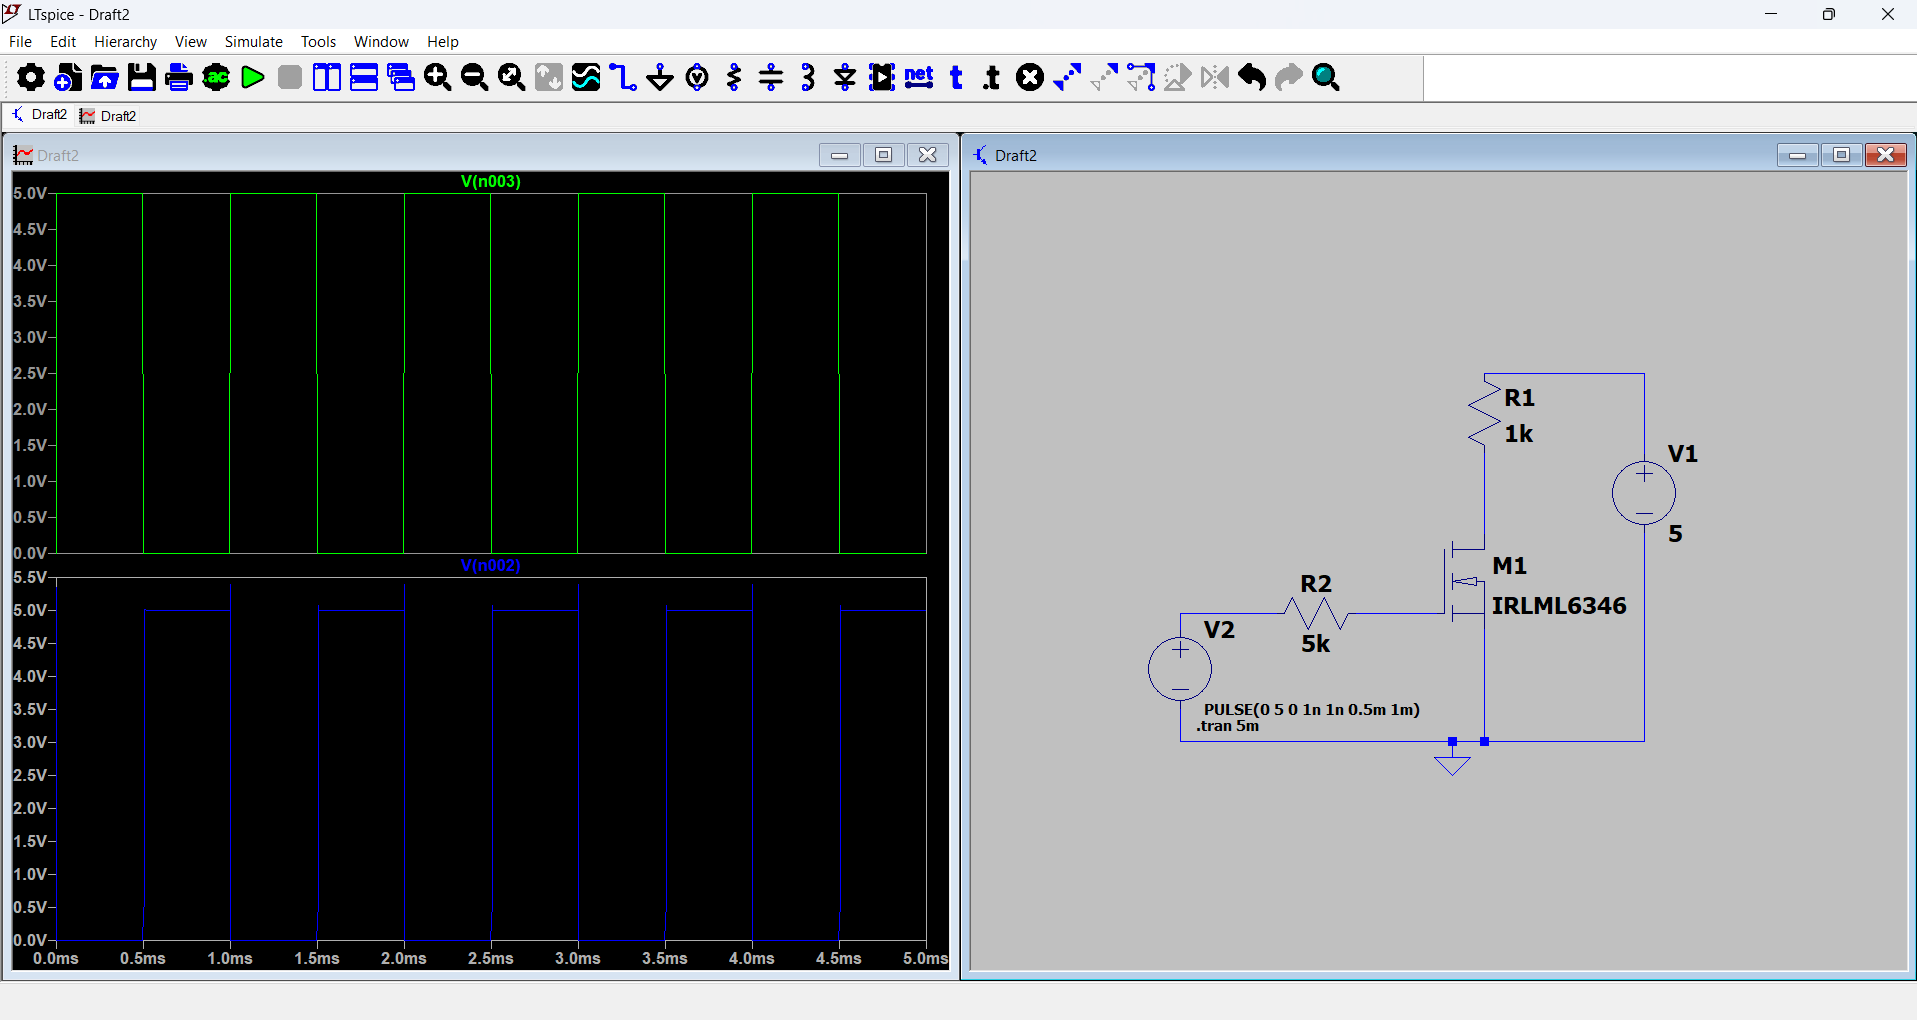 LTspice - Draft2
File Edit Hierarchy View Simulate Tools Window Help
.ac net t .t
Draft2 Draft2
Draft2
V(n003)
5.0V
4.5V
4.0V
3.5V
3.0V
2.5V
2.0V
1.5V
1.0V
0.5V
0.0V
V(n002)
5.5V
5.0V
4.5V
4.0V
3.5V
3.0V
2.5V
2.0V
1.5V
1.0V
0.5V
0.0V
0.0ms 0.5ms 1.0ms 1.5ms 2.0ms 2.5ms 3.0ms 3.5ms 4.0ms 4.5ms 5.0ms
Draft2
R1
1k
V1
5
M1
IRLML6346
R2
5k
V2
PULSE(0 5 0 1n 1n 0.5m 1m)
.tran 5m